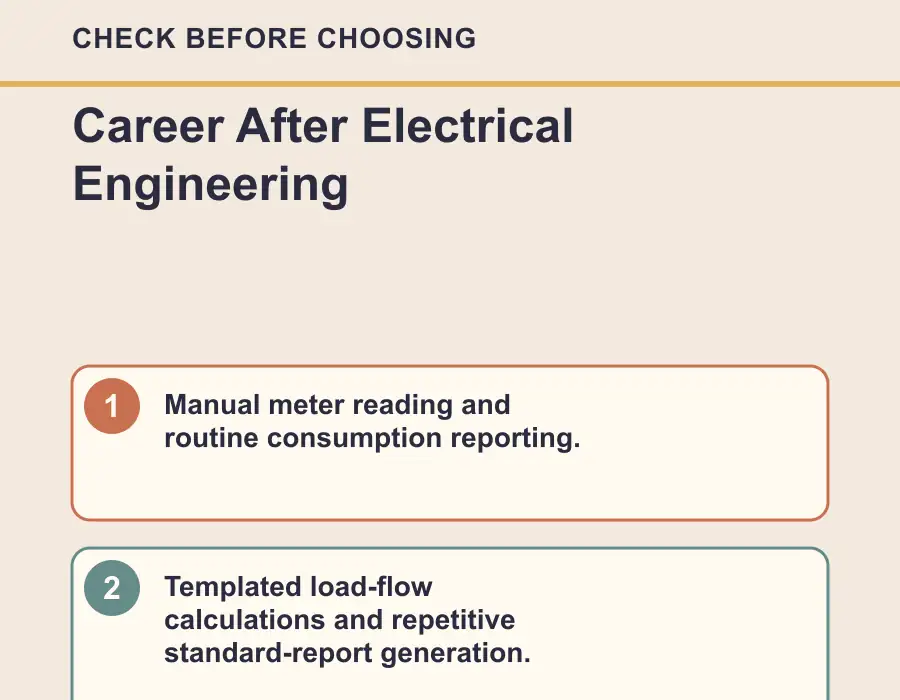 CHECK BEFORE CHOOSING
Career After Electrical
Engineering
1
Manual meter reading and
routine consumption reporting.
2
Templated load-flow
calculations and repetitive
standard-report generation.